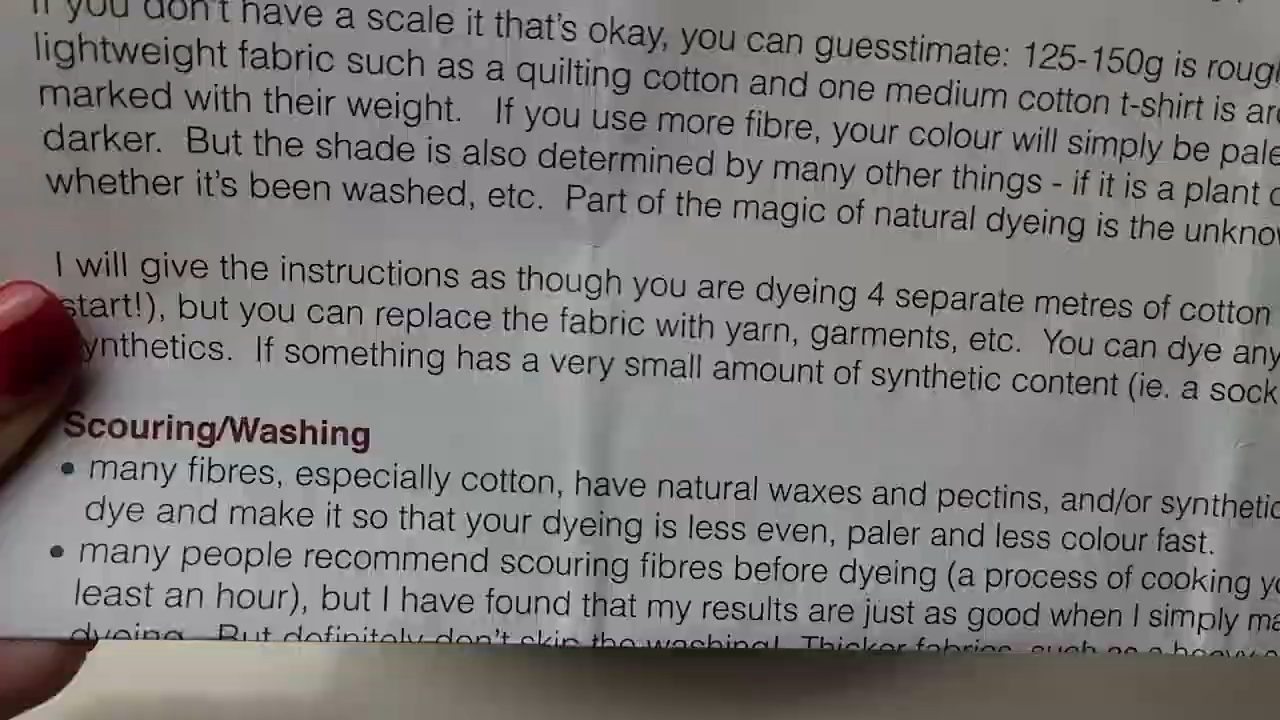 If you don't have a scale it that's okay, you can guesstimate: 125-150g is
lightweight fabric such as a quilting cotton and one medium cotton t-shirt is
marked with their weight. If you use more fibre, your colour will simply be
darker. But the shade is also determined by many other things - if it is a plant
whether it's been washed, etc. Part of the magic of natural dyeing is the
I will give the instructions as though you are dyeing 4 separate metres of cotton
start!), but you can replace the fabric with yarn, garments, etc. You can dye any
synthetics. If something has a very small amount of synthetic content (ie. a sock
Scouring/Washing
• many fibres, especially cotton, have natural waxes and pectins, and/or synthetic
dye and make it so that your dyeing is less even, paler and less colour fast.
• many people recommend scouring fibres before dyeing (a process of cooking
least an hour), but I have found that my results are just as good when I simply
dyeing. But definitely don't skip the washing! Thicker fabrics, such as a heavy